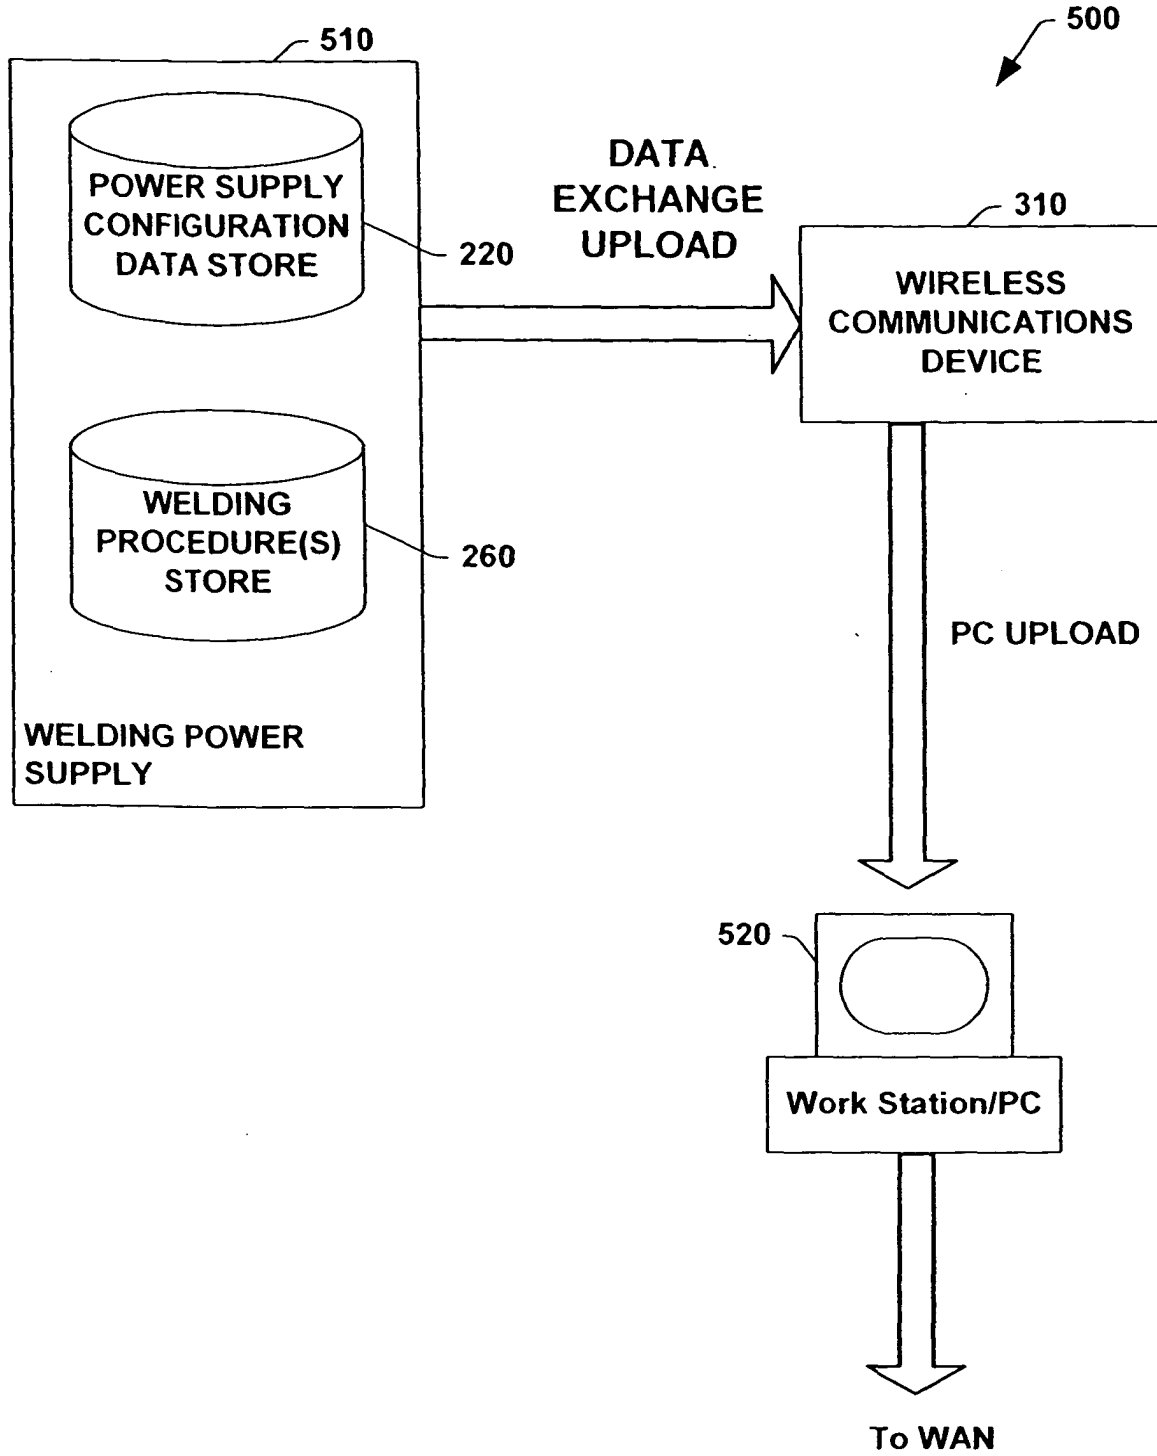 500
510
POWER SUPPLY
CONFIGURATION
DATA STORE
220
DATA
EXCHANGE
UPLOAD
310
WIRELESS
COMMUNICATIONS
DEVICE
WELDING
PROCEDURE(S)
STORE
260
PC UPLOAD
WELDING POWER
SUPPLY
520
Work Station/PC
To WAN